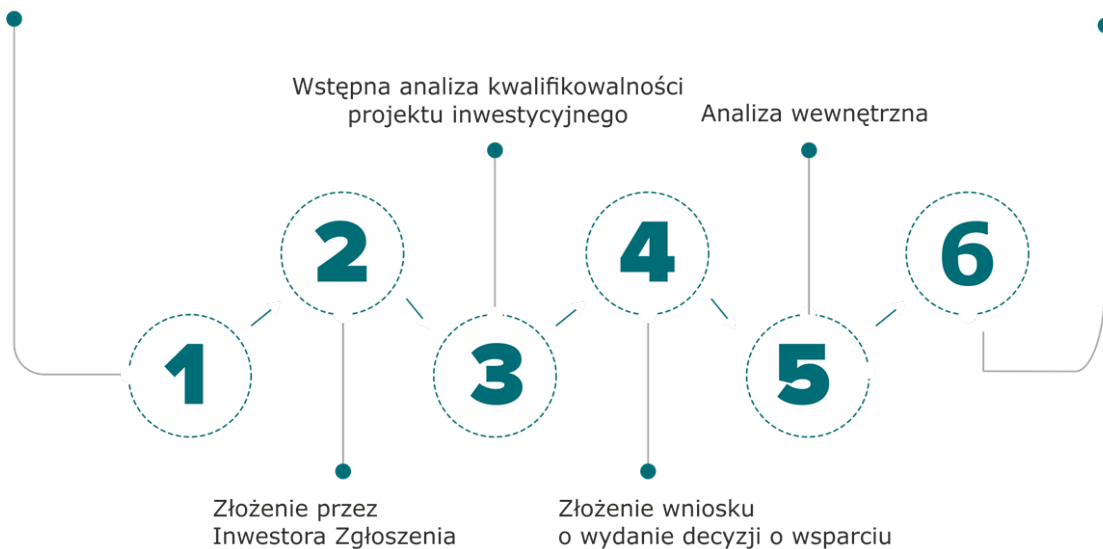 Wstępna analiza kwalifikowalności
projektu inwestycyjnego
Analiza wewnętrzna
2
4
6
1
3
5
Złożenie przez
Inwestora Zgłoszenia
Złożenie wniosku
o wydanie decyzji o wsparciu